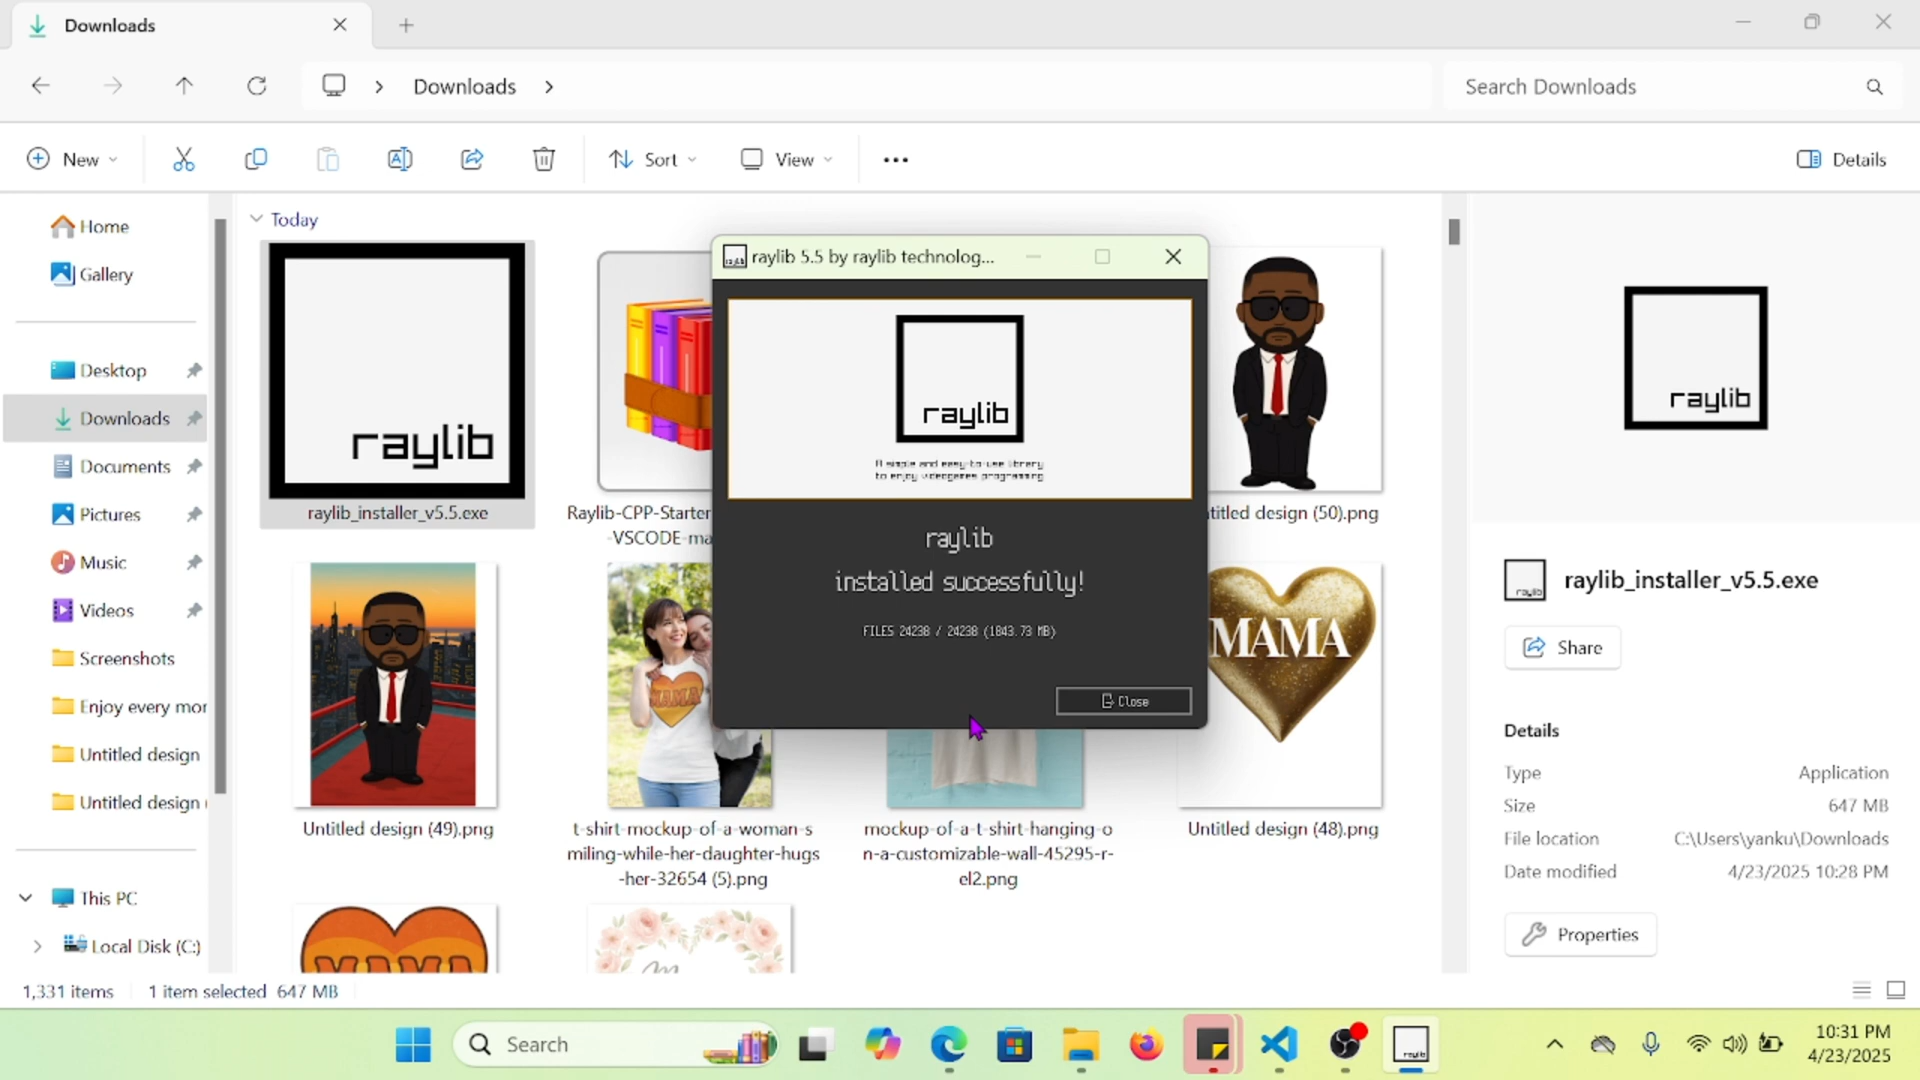 Downloads
Downloads
Search Downloads
New
Sort
View
Details
Home
Gallery
Desktop
Downloads
Documents
Pictures
Music
Videos
Screenshots
Enjoy every mor
Untitled design
Untitled design
This PC
Local Disk (C:)
Today
raylib
raylib_installer_v5.5.exe
Raylib-CPP-Starter
-VSCODE-ma
raylib 5.5 by raylib technolog...
raylib
A simple and easy-to-use library
to enjoy videogames programming
raylib
installed successfully!
FILES 24238 / 24238 (1843.73 MB)
Close
titled design (50).png
MAMA
MAMA
Untitled design (49).png
t-shirt-mockup-of-a-woman-s
miling-while-her-daughter-hugs
-her-32654 (5).png
mockup-of-a-t-shirt-hanging-o
n-a-customizable-wall-45295-r-
el2.png
Untitled design (48).png
MAMA
raylib
raylib
raylib_installer_v5.5.exe
Share
Details
Type Application
Size 647 MB
File location C:\Users\yanku\Downloads
Date modified 4/23/2025 10:28 PM
Properties
1,331 items 1 item selected 647 MB
Search
raylib
10:31 PM
4/23/2025